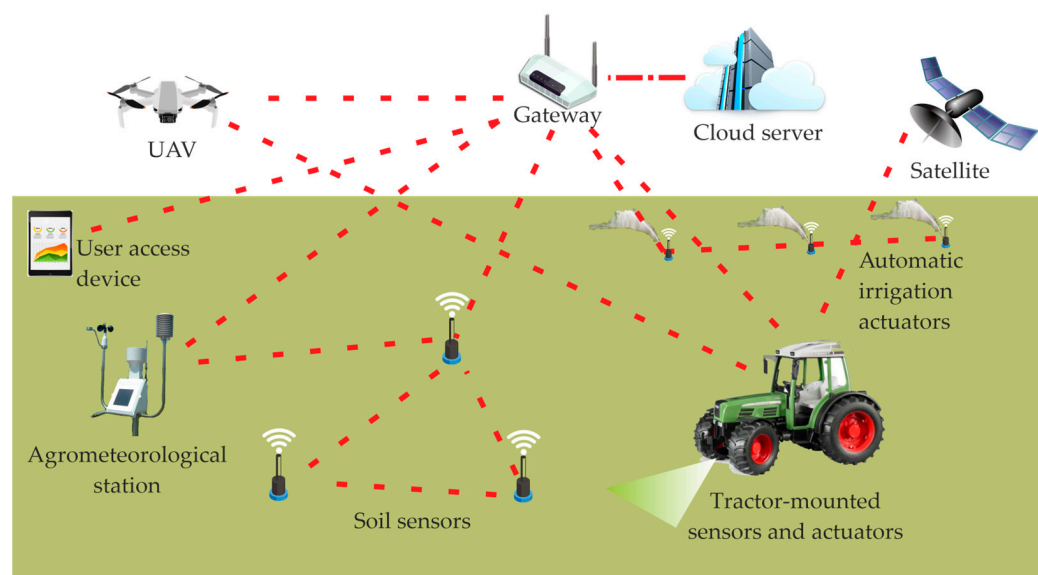 Gateway
UAV
Cloud server
Satellite
User access
device
Automatic
irrigation
actuators
Agrometeorological
station
Soil sensors
Tractor-mounted
sensors and actuators